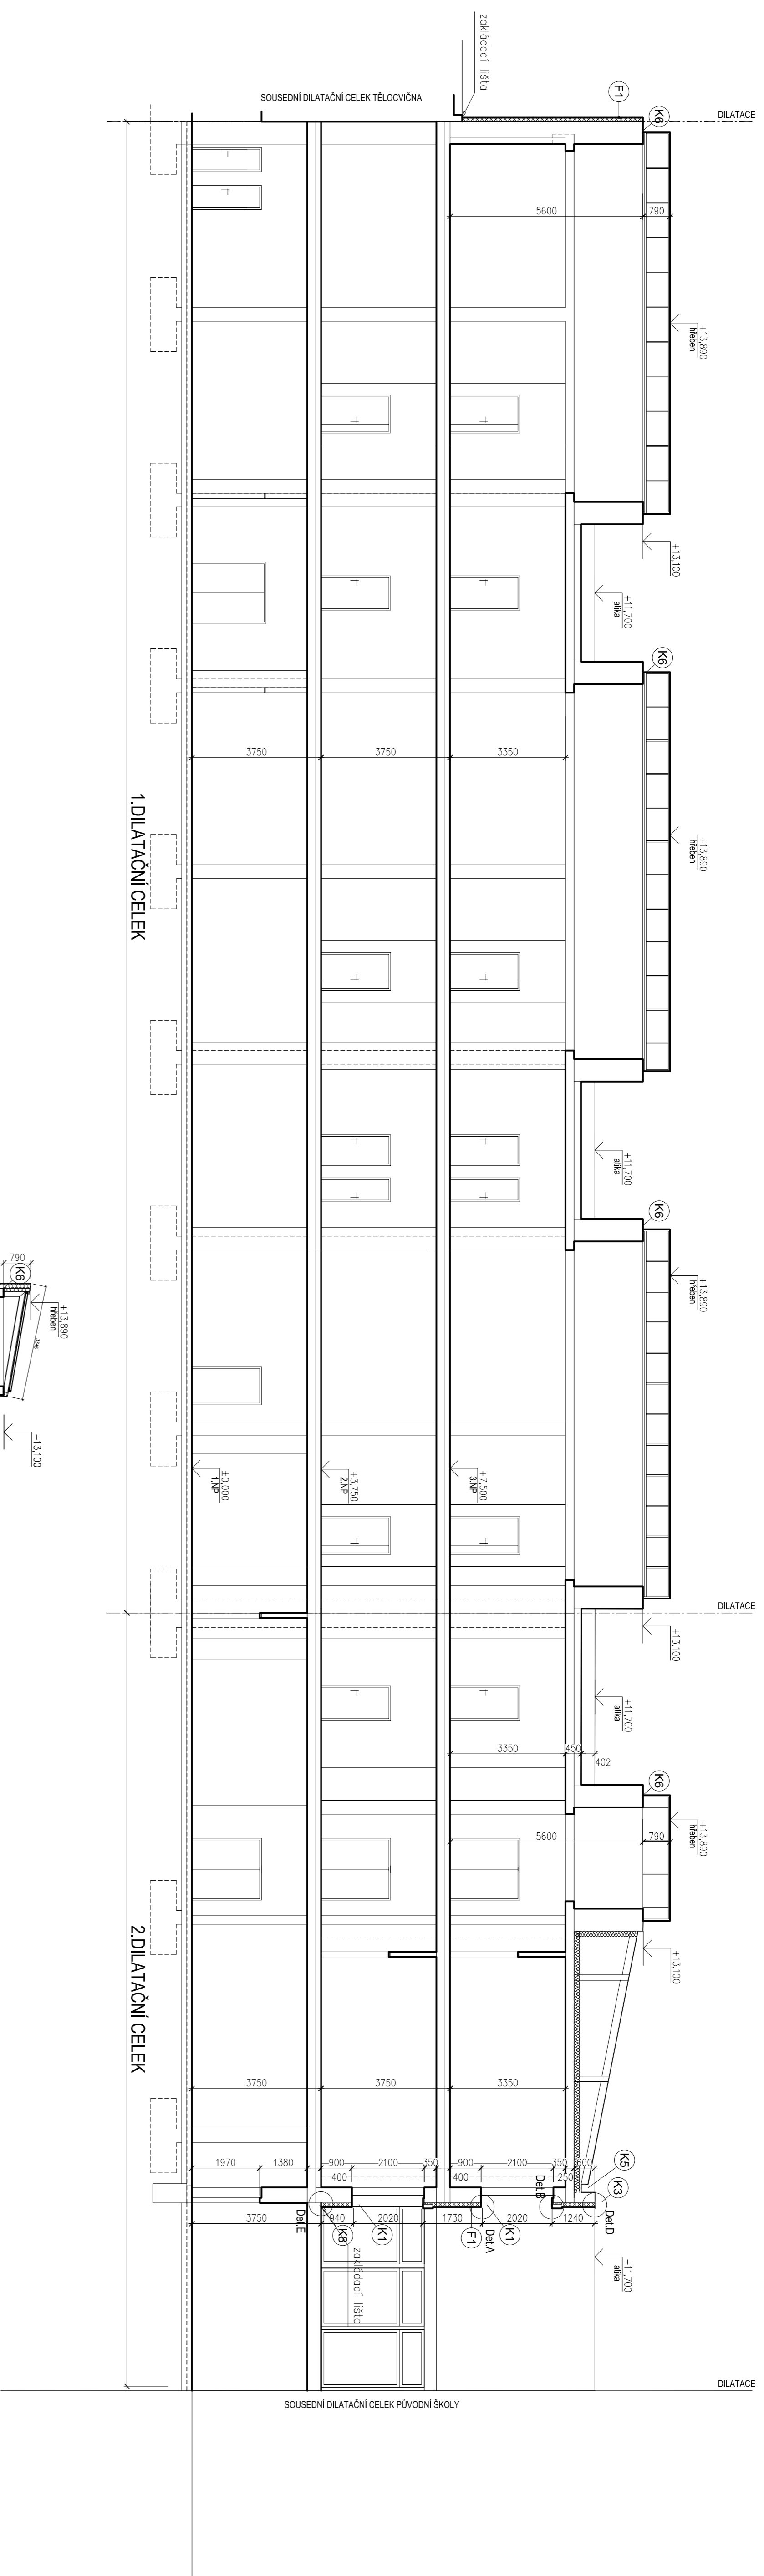 zakládací lišta
SOUSEDNÍ DILATAČNÍ CELEK TĚLOCVIČNA
F1
K6
DILATACE
5600
790
+13,890
hřeben
+13,100
+11,700
atika
K6
3750
3750
3350
+13,890
hřeben
1.DILATAČNÍ CELEK
+11,700
atika
K6
+13,890
hřeben
790
K6
+13,890
hřeben
+13,100
±0,000
1.NP
+3,750
2.NP
+7,500
3.NP
DILATACE
+13,100
+11,700
atika
3350
450
402
K6
5600
790
+13,890
hřeben
2.DILATAČNÍ CELEK
+13,100
3750
3750
3350
K5
K3
1970
1380
900
2100
350
900
2100
350
600
400
400
250
Det.B
Det.D
Det.E
3750
940
2020
1730
2020
1240
K8
K1
F1
Det.A
K1
zakládací lišta
+11,700
atika
DILATACE
SOUSEDNÍ DILATAČNÍ CELEK PŮVODNÍ ŠKOLY